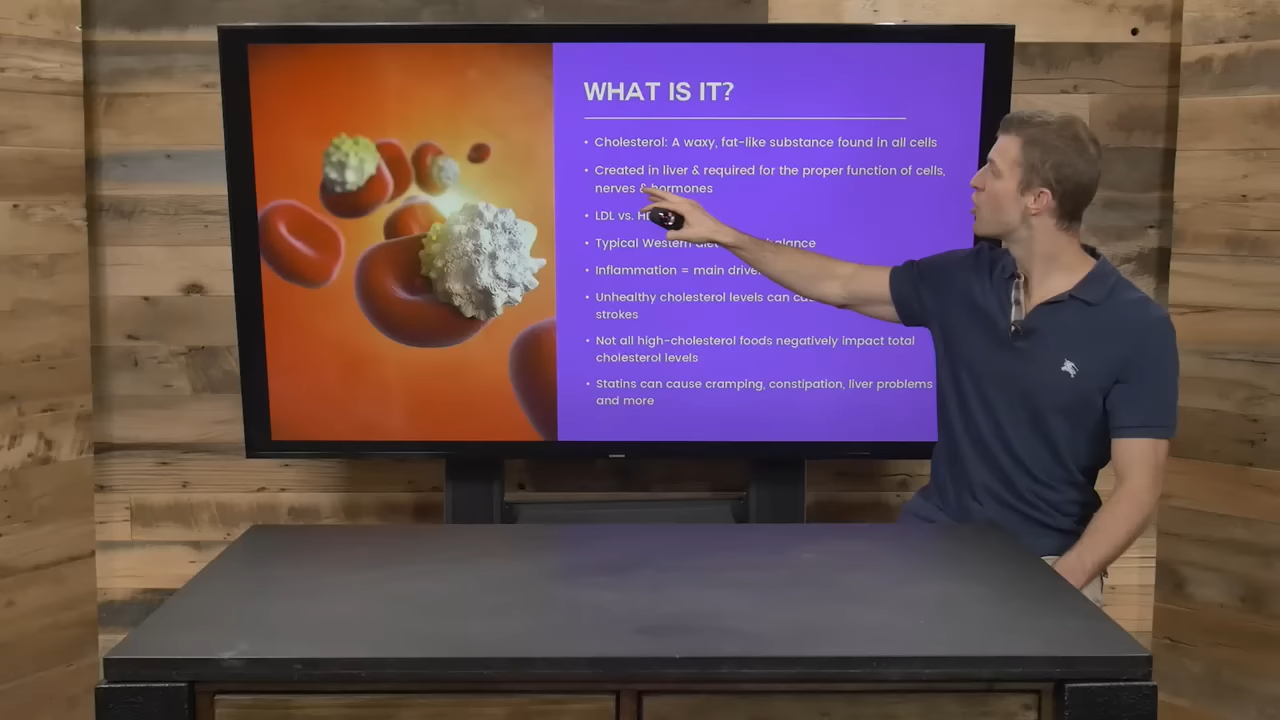 WHAT IS IT?
• Cholesterol: A waxy, fat-like substance found in all cells
• Created in liver & required for the proper function of cells,
nerves & hormones
• LDL vs.
• Typical Western
• Inflammation = main
• Unhealthy cholesterol levels can
strokes
• Not all high-cholesterol foods negatively impact total
cholesterol levels
• Statins can cause cramping, constipation, liver problems
and more